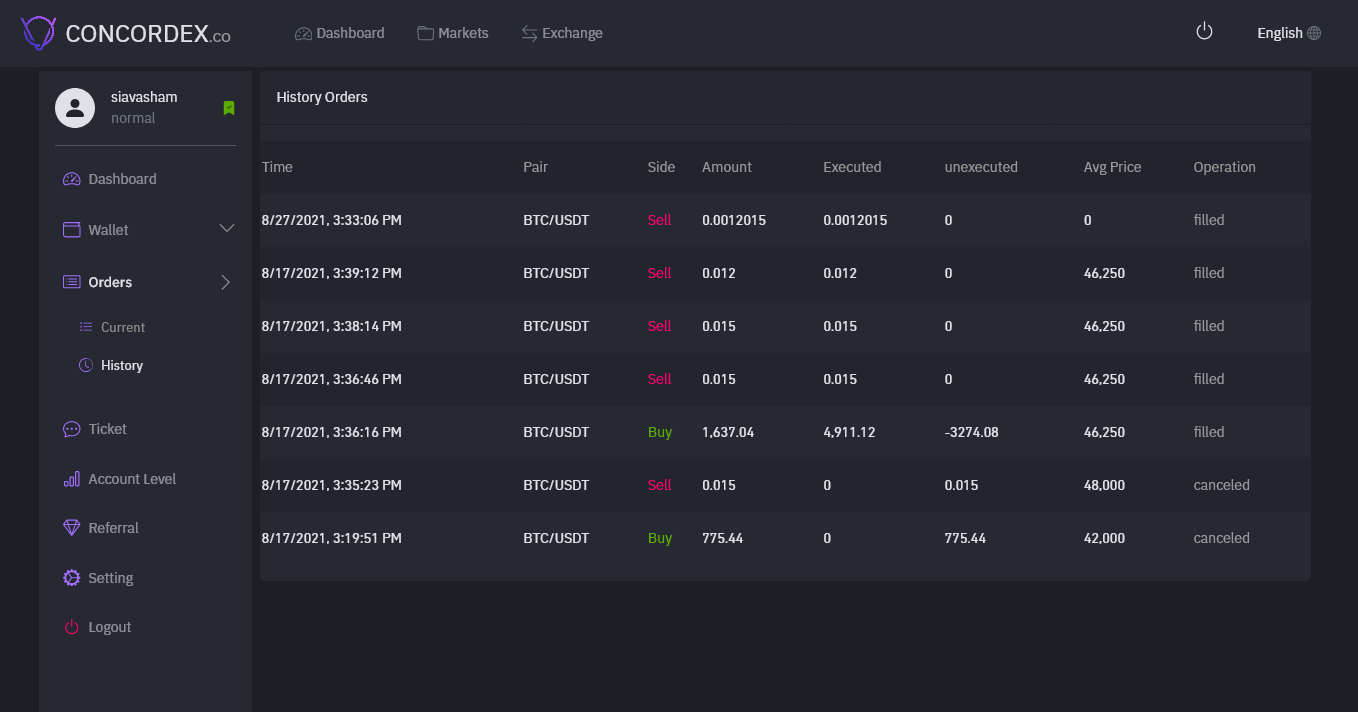 CONCORDEX.co
Dashboard Markets Exchange English
siavasham
normal
Dashboard
Wallet
Orders
Current
History
Ticket
Account Level
Referral
Setting
Logout
History Orders
Time Pair Side Amount Executed unexecuted Avg Price Operation
8/27/2021, 3:33:06 PM BTC/USDT Sell 0.0012015 0.0012015 0 0 filled
8/17/2021, 3:39:12 PM BTC/USDT Sell 0.012 0.012 0 46,250 filled
8/17/2021, 3:38:14 PM BTC/USDT Sell 0.015 0.015 0 46,250 filled
8/17/2021, 3:36:46 PM BTC/USDT Sell 0.015 0.015 0 46,250 filled
8/17/2021, 3:36:16 PM BTC/USDT Buy 1,637.04 4,911.12 -3274.08 46,250 filled
8/17/2021, 3:35:23 PM BTC/USDT Sell 0.015 0 0.015 48,000 canceled
8/17/2021, 3:19:51 PM BTC/USDT Buy 775.44 0 775.44 42,000 canceled